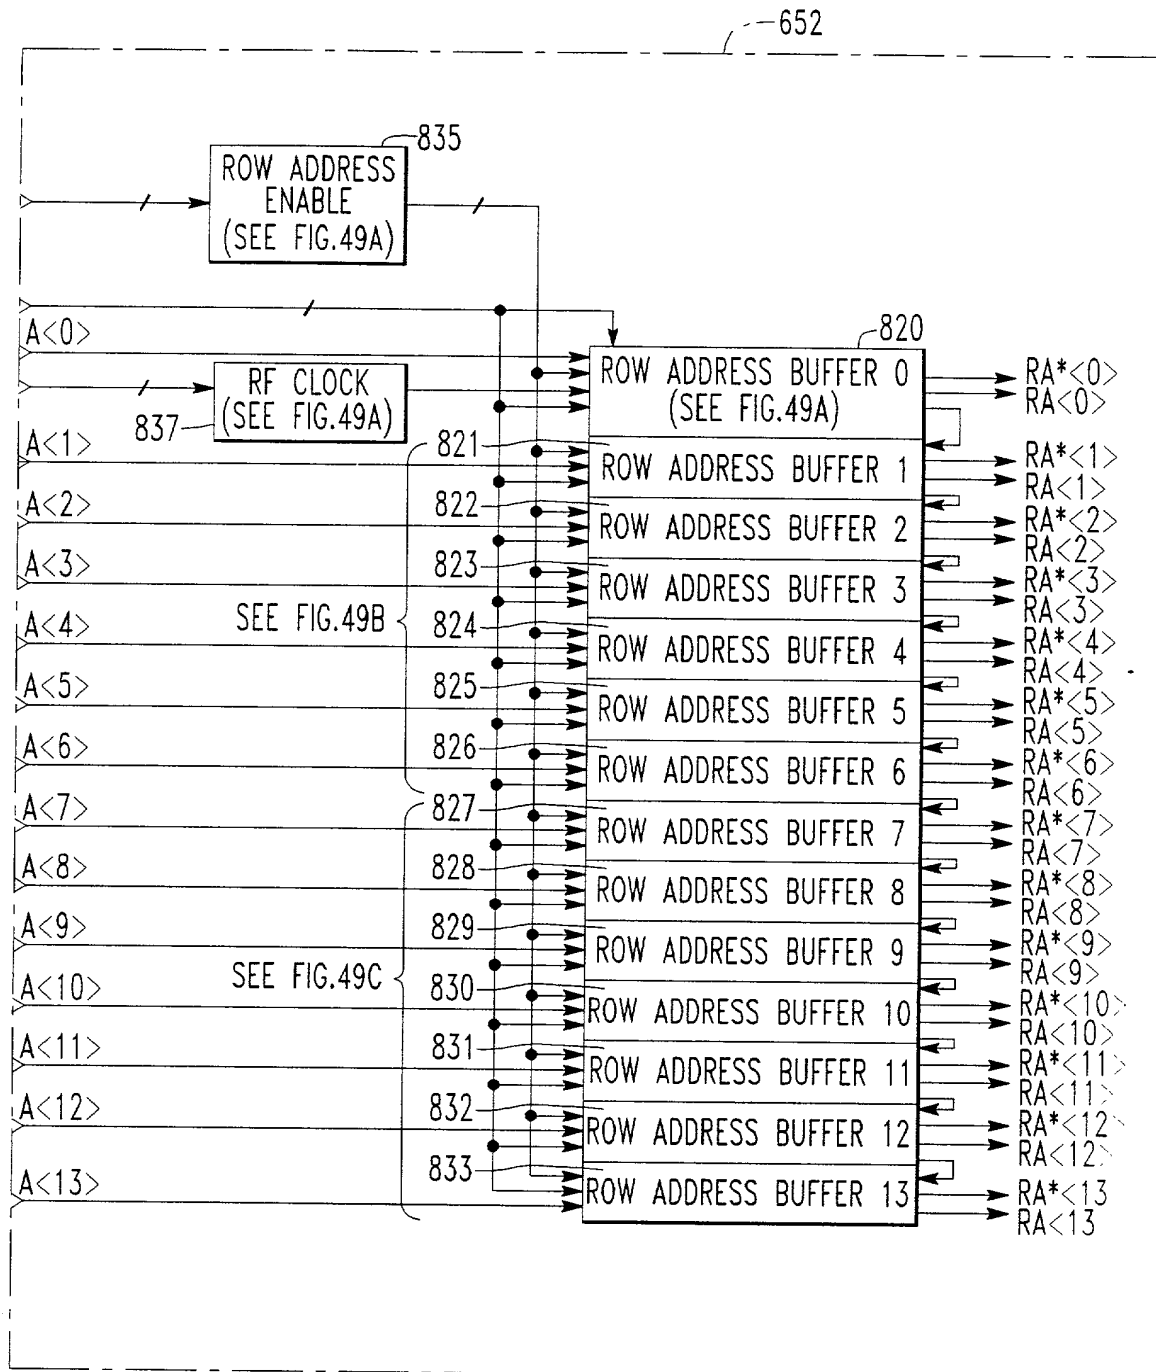 652
835
ROW ADDRESS
ENABLE
(SEE FIG.49A)
A<0>
820
RF CLOCK
(SEE FIG.49A)
837
ROW ADDRESS BUFFER 0
(SEE FIG.49A)
RA*<0>
RA<0>
A<1>
821
ROW ADDRESS BUFFER 1
RA*<1>
RA<1>
A<2>
822
ROW ADDRESS BUFFER 2
RA*<2>
RA<2>
A<3>
823
ROW ADDRESS BUFFER 3
RA*<3>
RA<3>
SEE FIG.49B
A<4>
824
ROW ADDRESS BUFFER 4
RA*<4>
RA<4>
A<5>
825
ROW ADDRESS BUFFER 5
RA*<5>
RA<5>
A<6>
826
ROW ADDRESS BUFFER 6
RA*<6>
RA<6>
A<7>
827
ROW ADDRESS BUFFER 7
RA*<7>
RA<7>
A<8>
828
ROW ADDRESS BUFFER 8
RA*<8>
RA<8>
A<9>
829
ROW ADDRESS BUFFER 9
RA*<9>
RA<9>
SEE FIG.49C
A<10>
830
ROW ADDRESS BUFFER 10
RA*<10>
RA<10>
A<11>
831
ROW ADDRESS BUFFER 11
RA*<11>
RA<11>
A<12>
832
ROW ADDRESS BUFFER 12
RA*<12>
RA<12>
A<13>
833
ROW ADDRESS BUFFER 13
RA*<13
RA<13